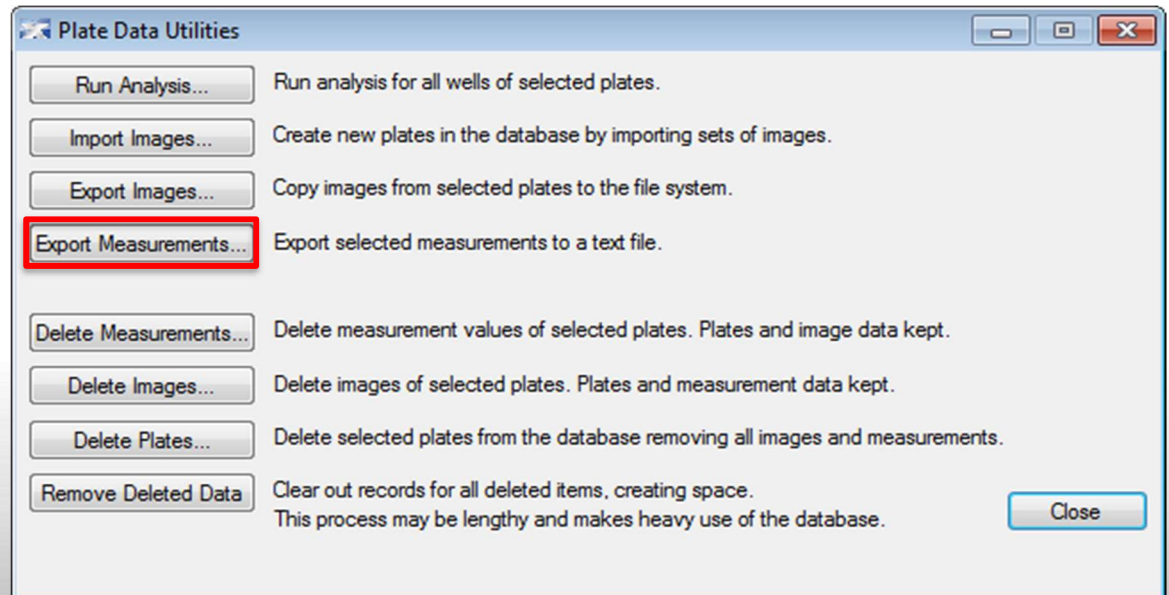 Plate Data Utilities
Run Analysis... Run analysis for all wells of selected plates.
Import Images... Create new plates in the database by importing sets of images.
Export Images... Copy images from selected plates to the file system.
Export Measurements... Export selected measurements to a text file.
Delete Measurements... Delete measurement values of selected plates. Plates and image data kept.
Delete Images... Delete images of selected plates. Plates and measurement data kept.
Delete Plates... Delete selected plates from the database removing all images and measurements.
Remove Deleted Data Clear out records for all deleted items, creating space.
This process may be lengthy and makes heavy use of the database.
Close